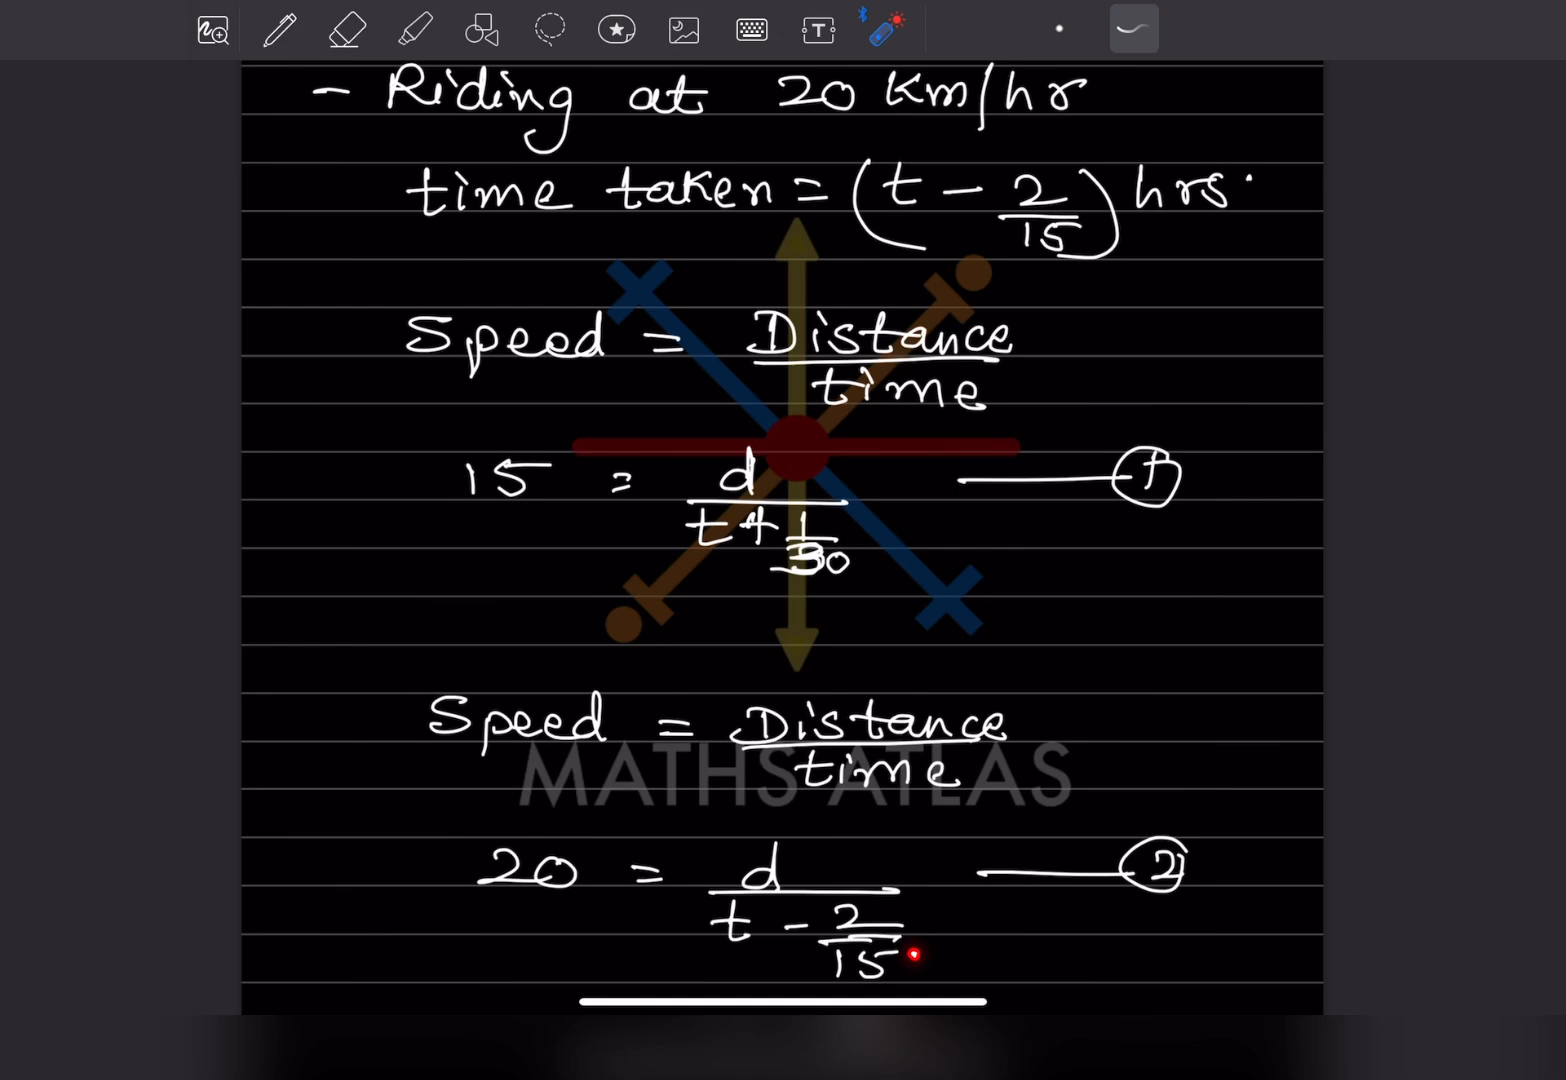 - Riding at 20 Km/hr
time taken = (t - 2/15) hrs.
Speed = Distance/time
15 = d/(t + 1/30) —— 1
Speed = Distance/time
MATHS ATLAS
20 = d/(t - 2/15) —— 2